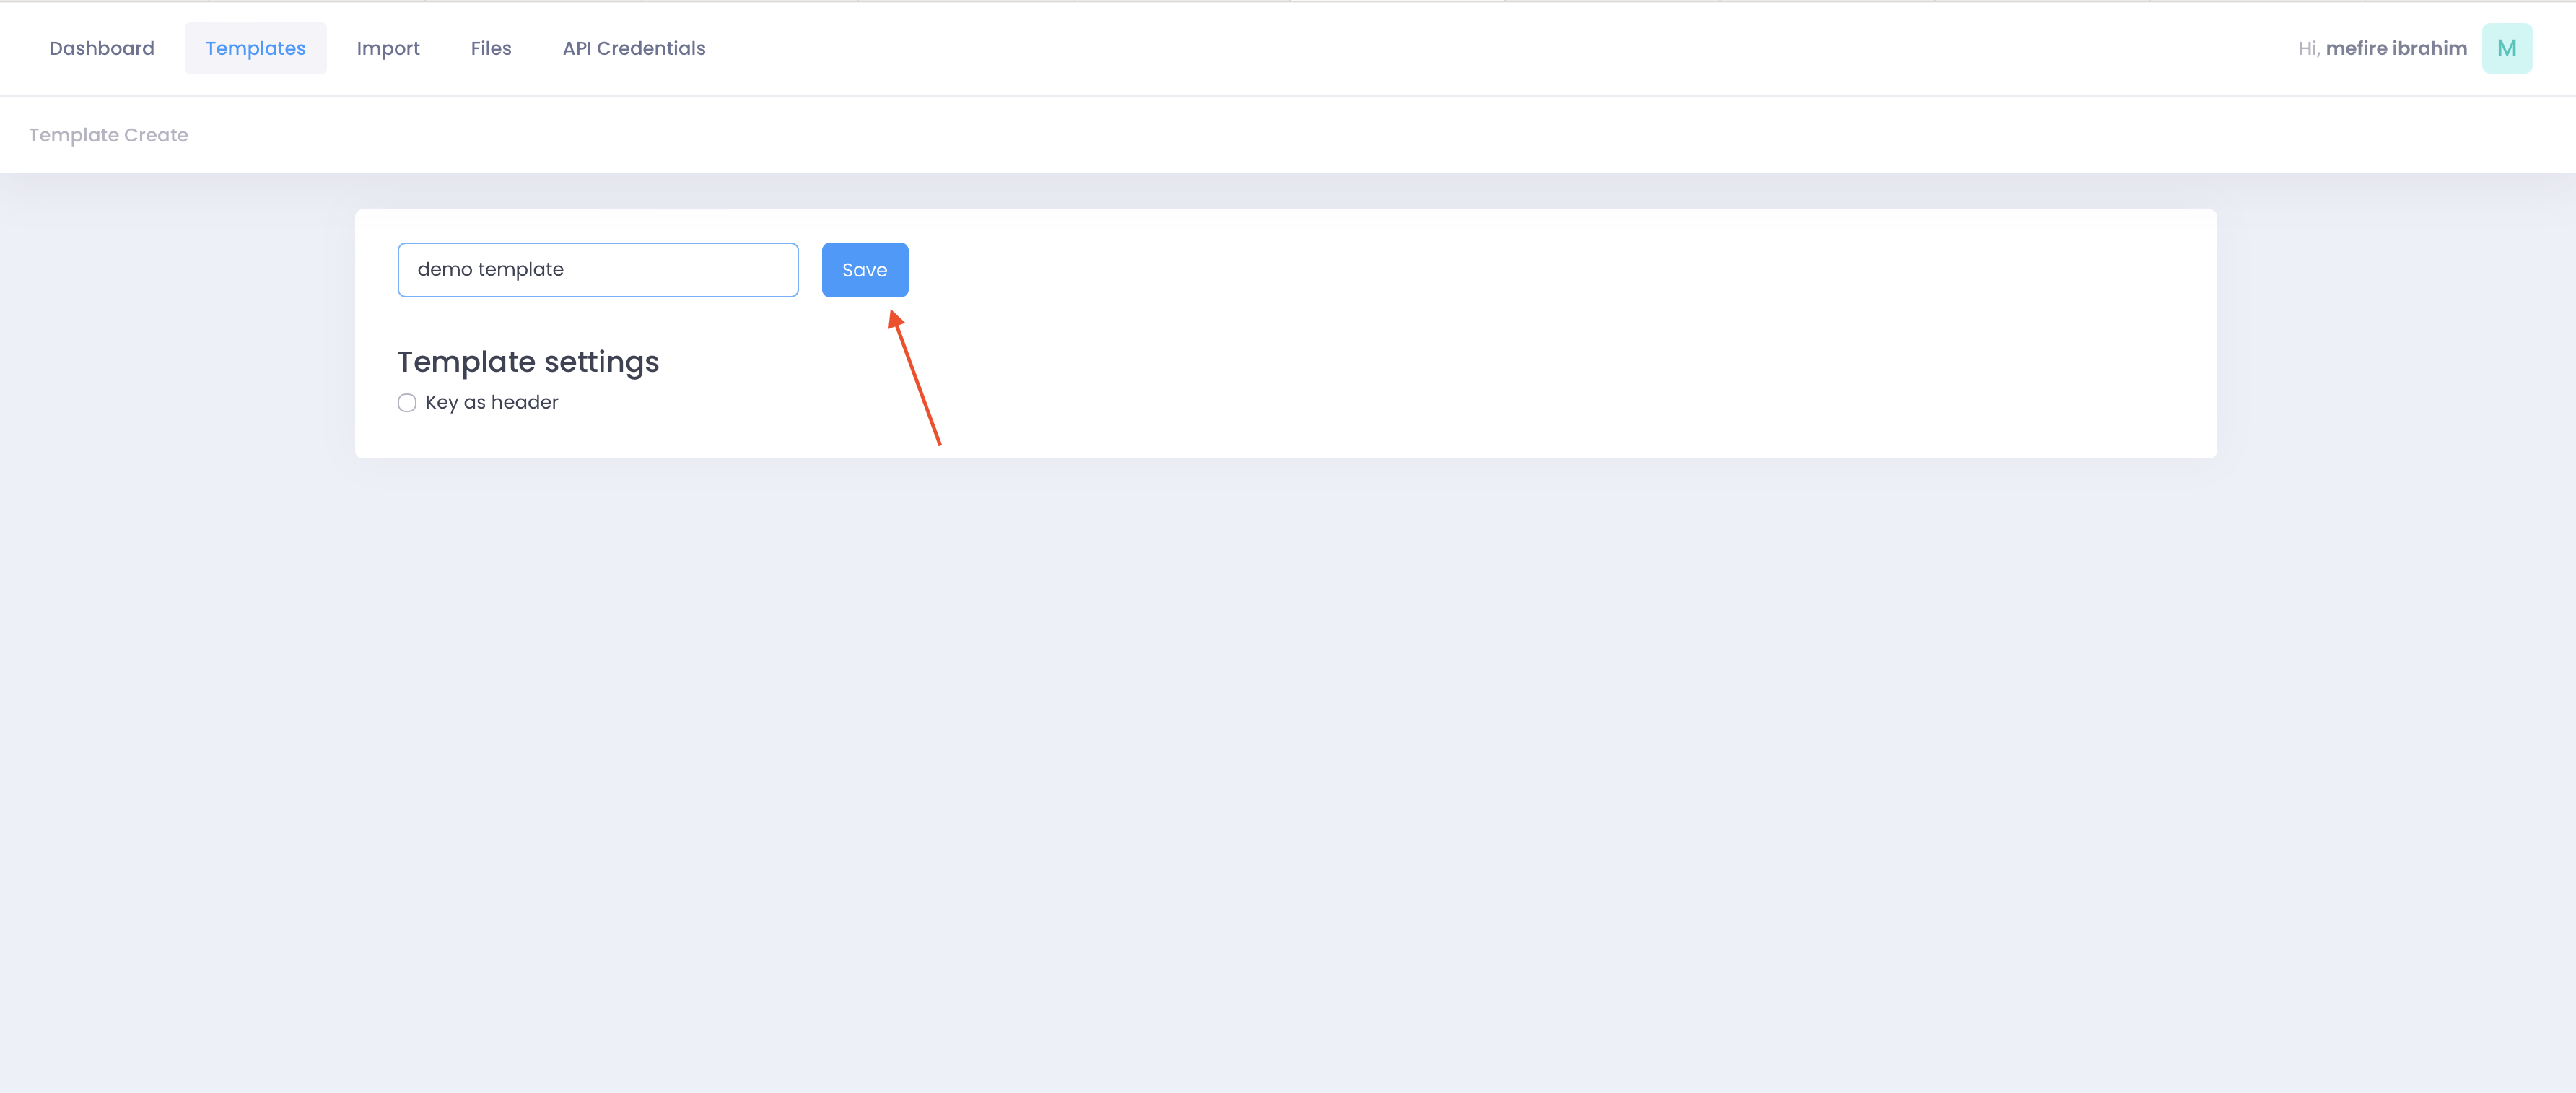 Dashboard Templates Import Files API Credentials Hi, mefire ibrahim M
Template Create
demo template Save
Template settings
Key as header